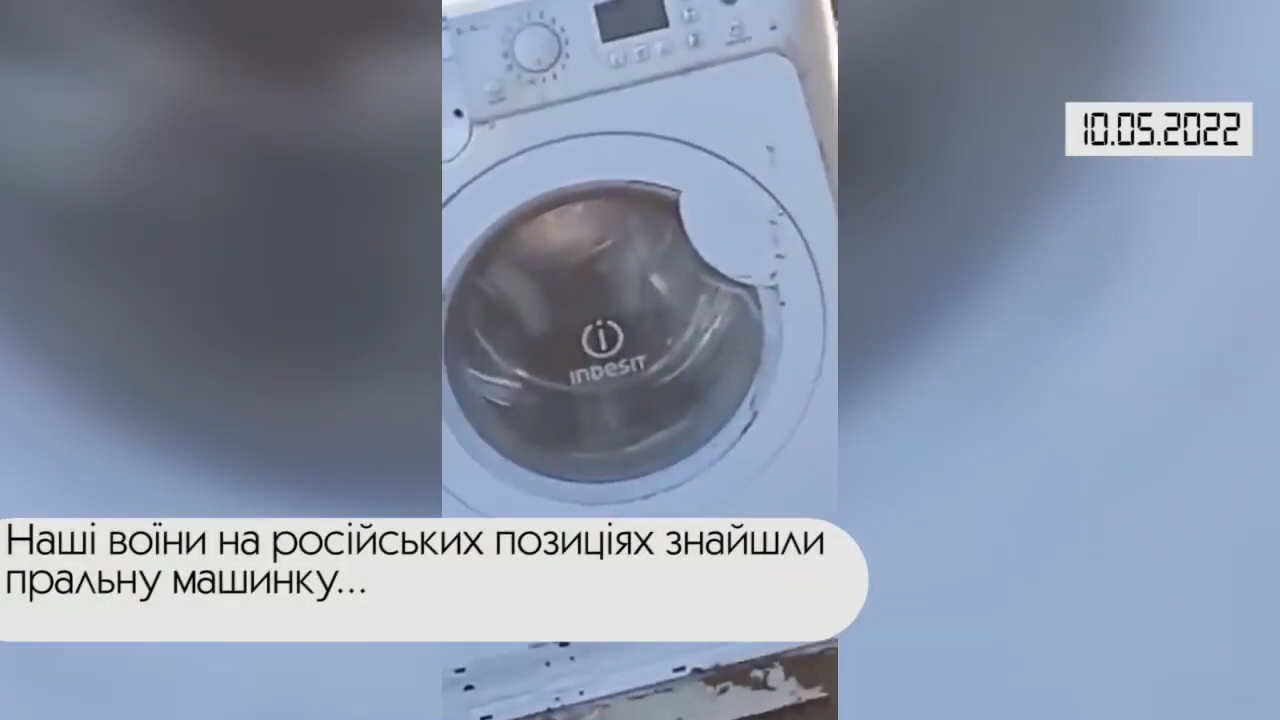 10.05.2022
INDESIT
Наші воїни на російських позиціях знайшли
пральну машинку...